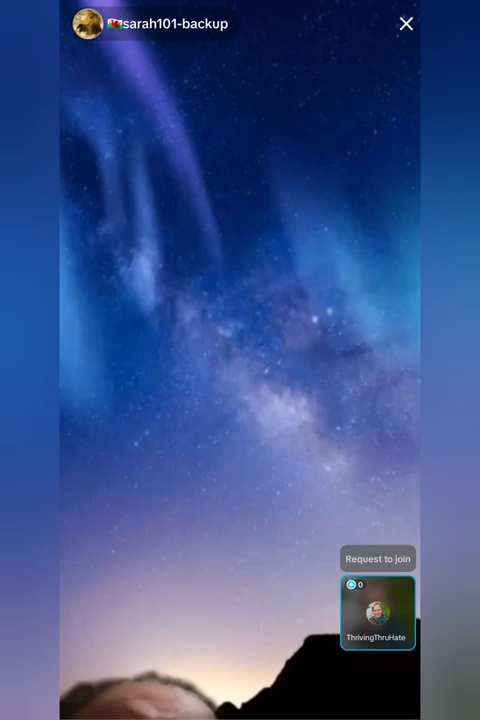 🏴󠁧󠁢󠁷󠁬󠁳󠁿sarah101-backup
Request to join
0
ThrivingThruHate